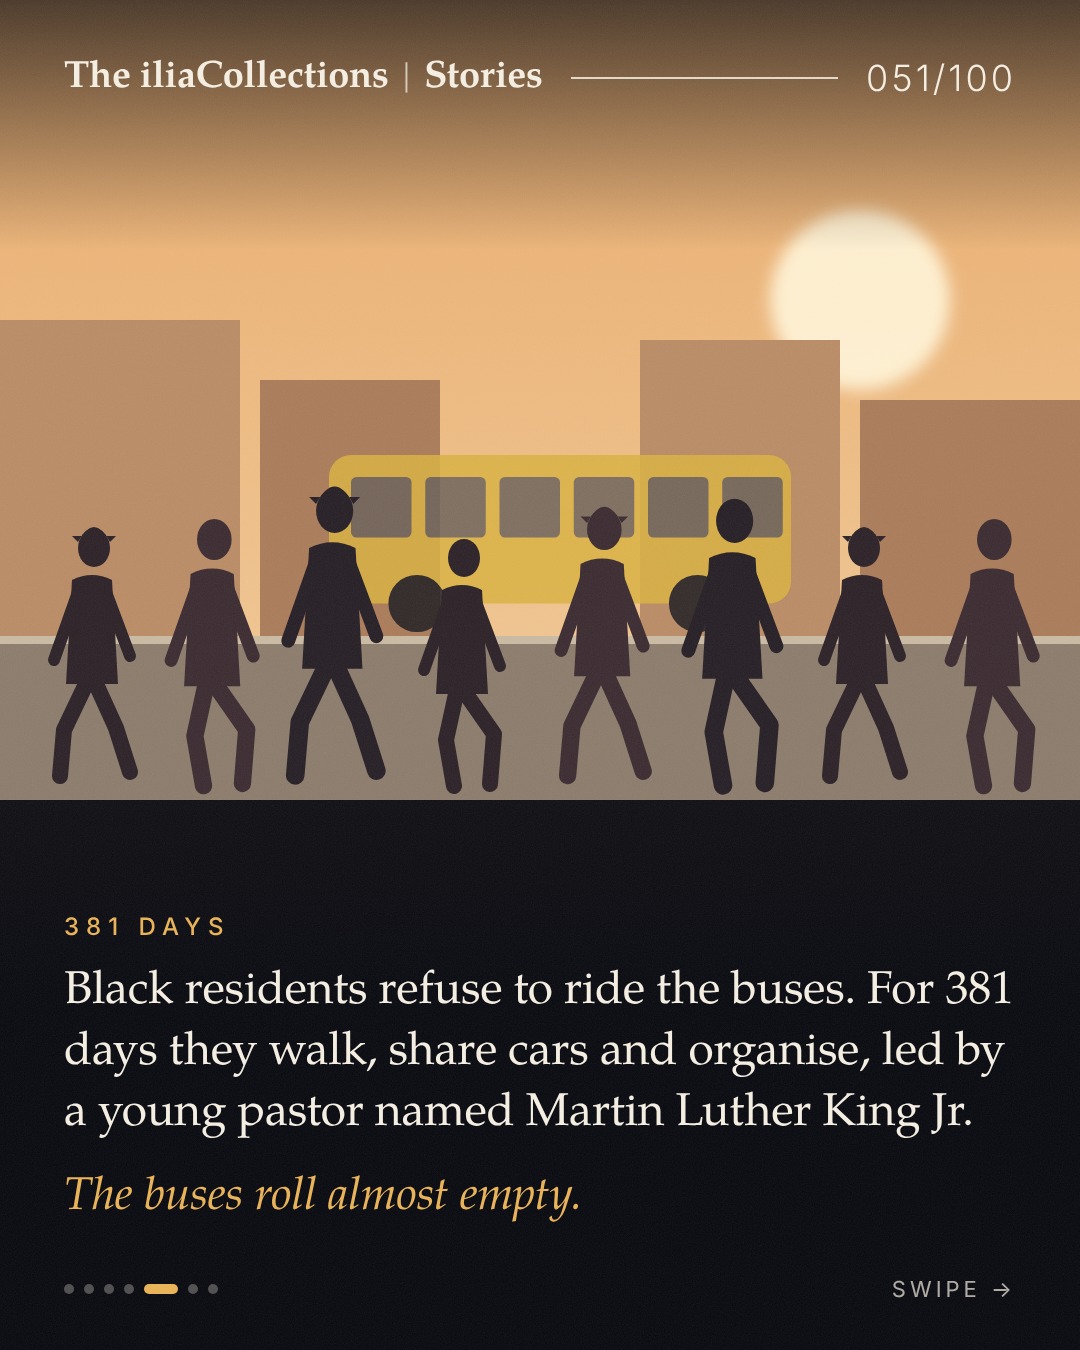 The iliaCollections | Stories 051/100
381 DAYS
Black residents refuse to ride the buses. For 381
days they walk, share cars and organise, led by
a young pastor named Martin Luther King Jr.
The buses roll almost empty.
SWIPE →